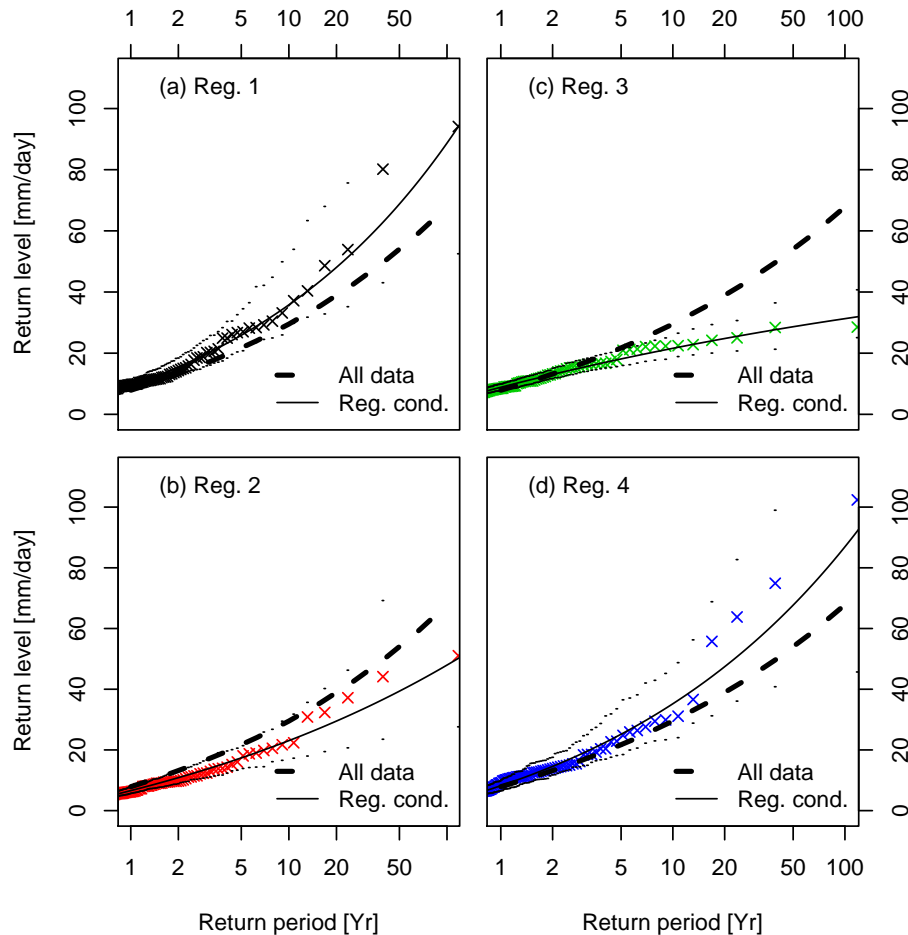 1 2 5 10 20 50
1 2 5 10 20 50 100
(a) Reg. 1
(c) Reg. 3
Return level [mm/day]
0 20 40 60 80 100
0 20 40 60 80 100
All data
Reg. cond.
All data
Reg. cond.
(b) Reg. 2
(d) Reg. 4
Return level [mm/day]
0 20 40 60 80 100
0 20 40 60 80 100
All data
Reg. cond.
All data
Reg. cond.
1 2 5 10 20 50
1 2 5 10 20 50 100
Return period [Yr]
Return period [Yr]